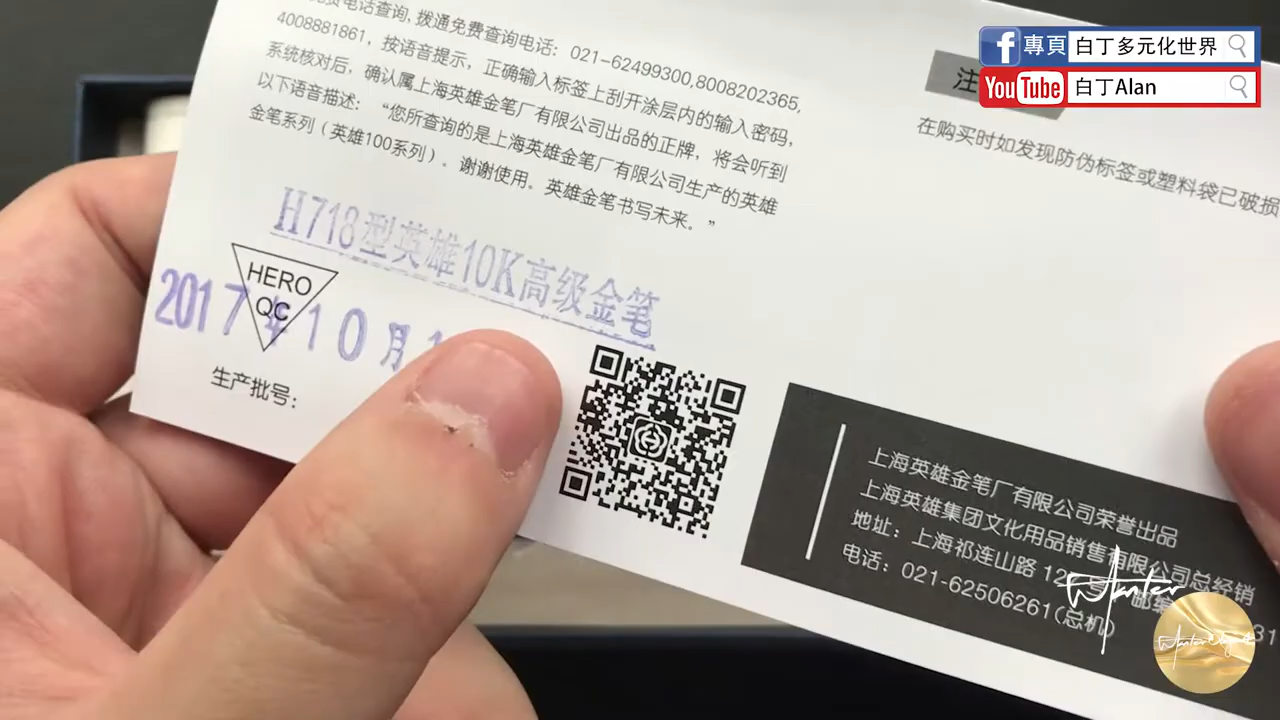 电话查询, 拨通免费查询电话：021-62499300,8008202365,
4008881861，按语音提示，正确输入标签上刮开涂层内的输入密码，
系统核对后，确认属上海英雄金笔厂有限公司出品的正牌，将会听到
以下语音描述：“您所查询的是上海英雄金笔厂有限公司生产的英雄
金笔系列（英雄100系列）。谢谢使用。英雄金笔书写未来。”
H718型英雄10K高级金笔
HERO
QC
2017年10月
生产批号：
注
在购买时如发现防伪标签或塑料袋已破损
上海英雄金笔厂有限公司荣誉出品
上海英雄集团文化用品销售有限公司总经销
地址：上海祁连山路 12
电话：021-62506261(总机)
邮编
f 專頁 白丁多元化世界
YouTube 白丁Alan